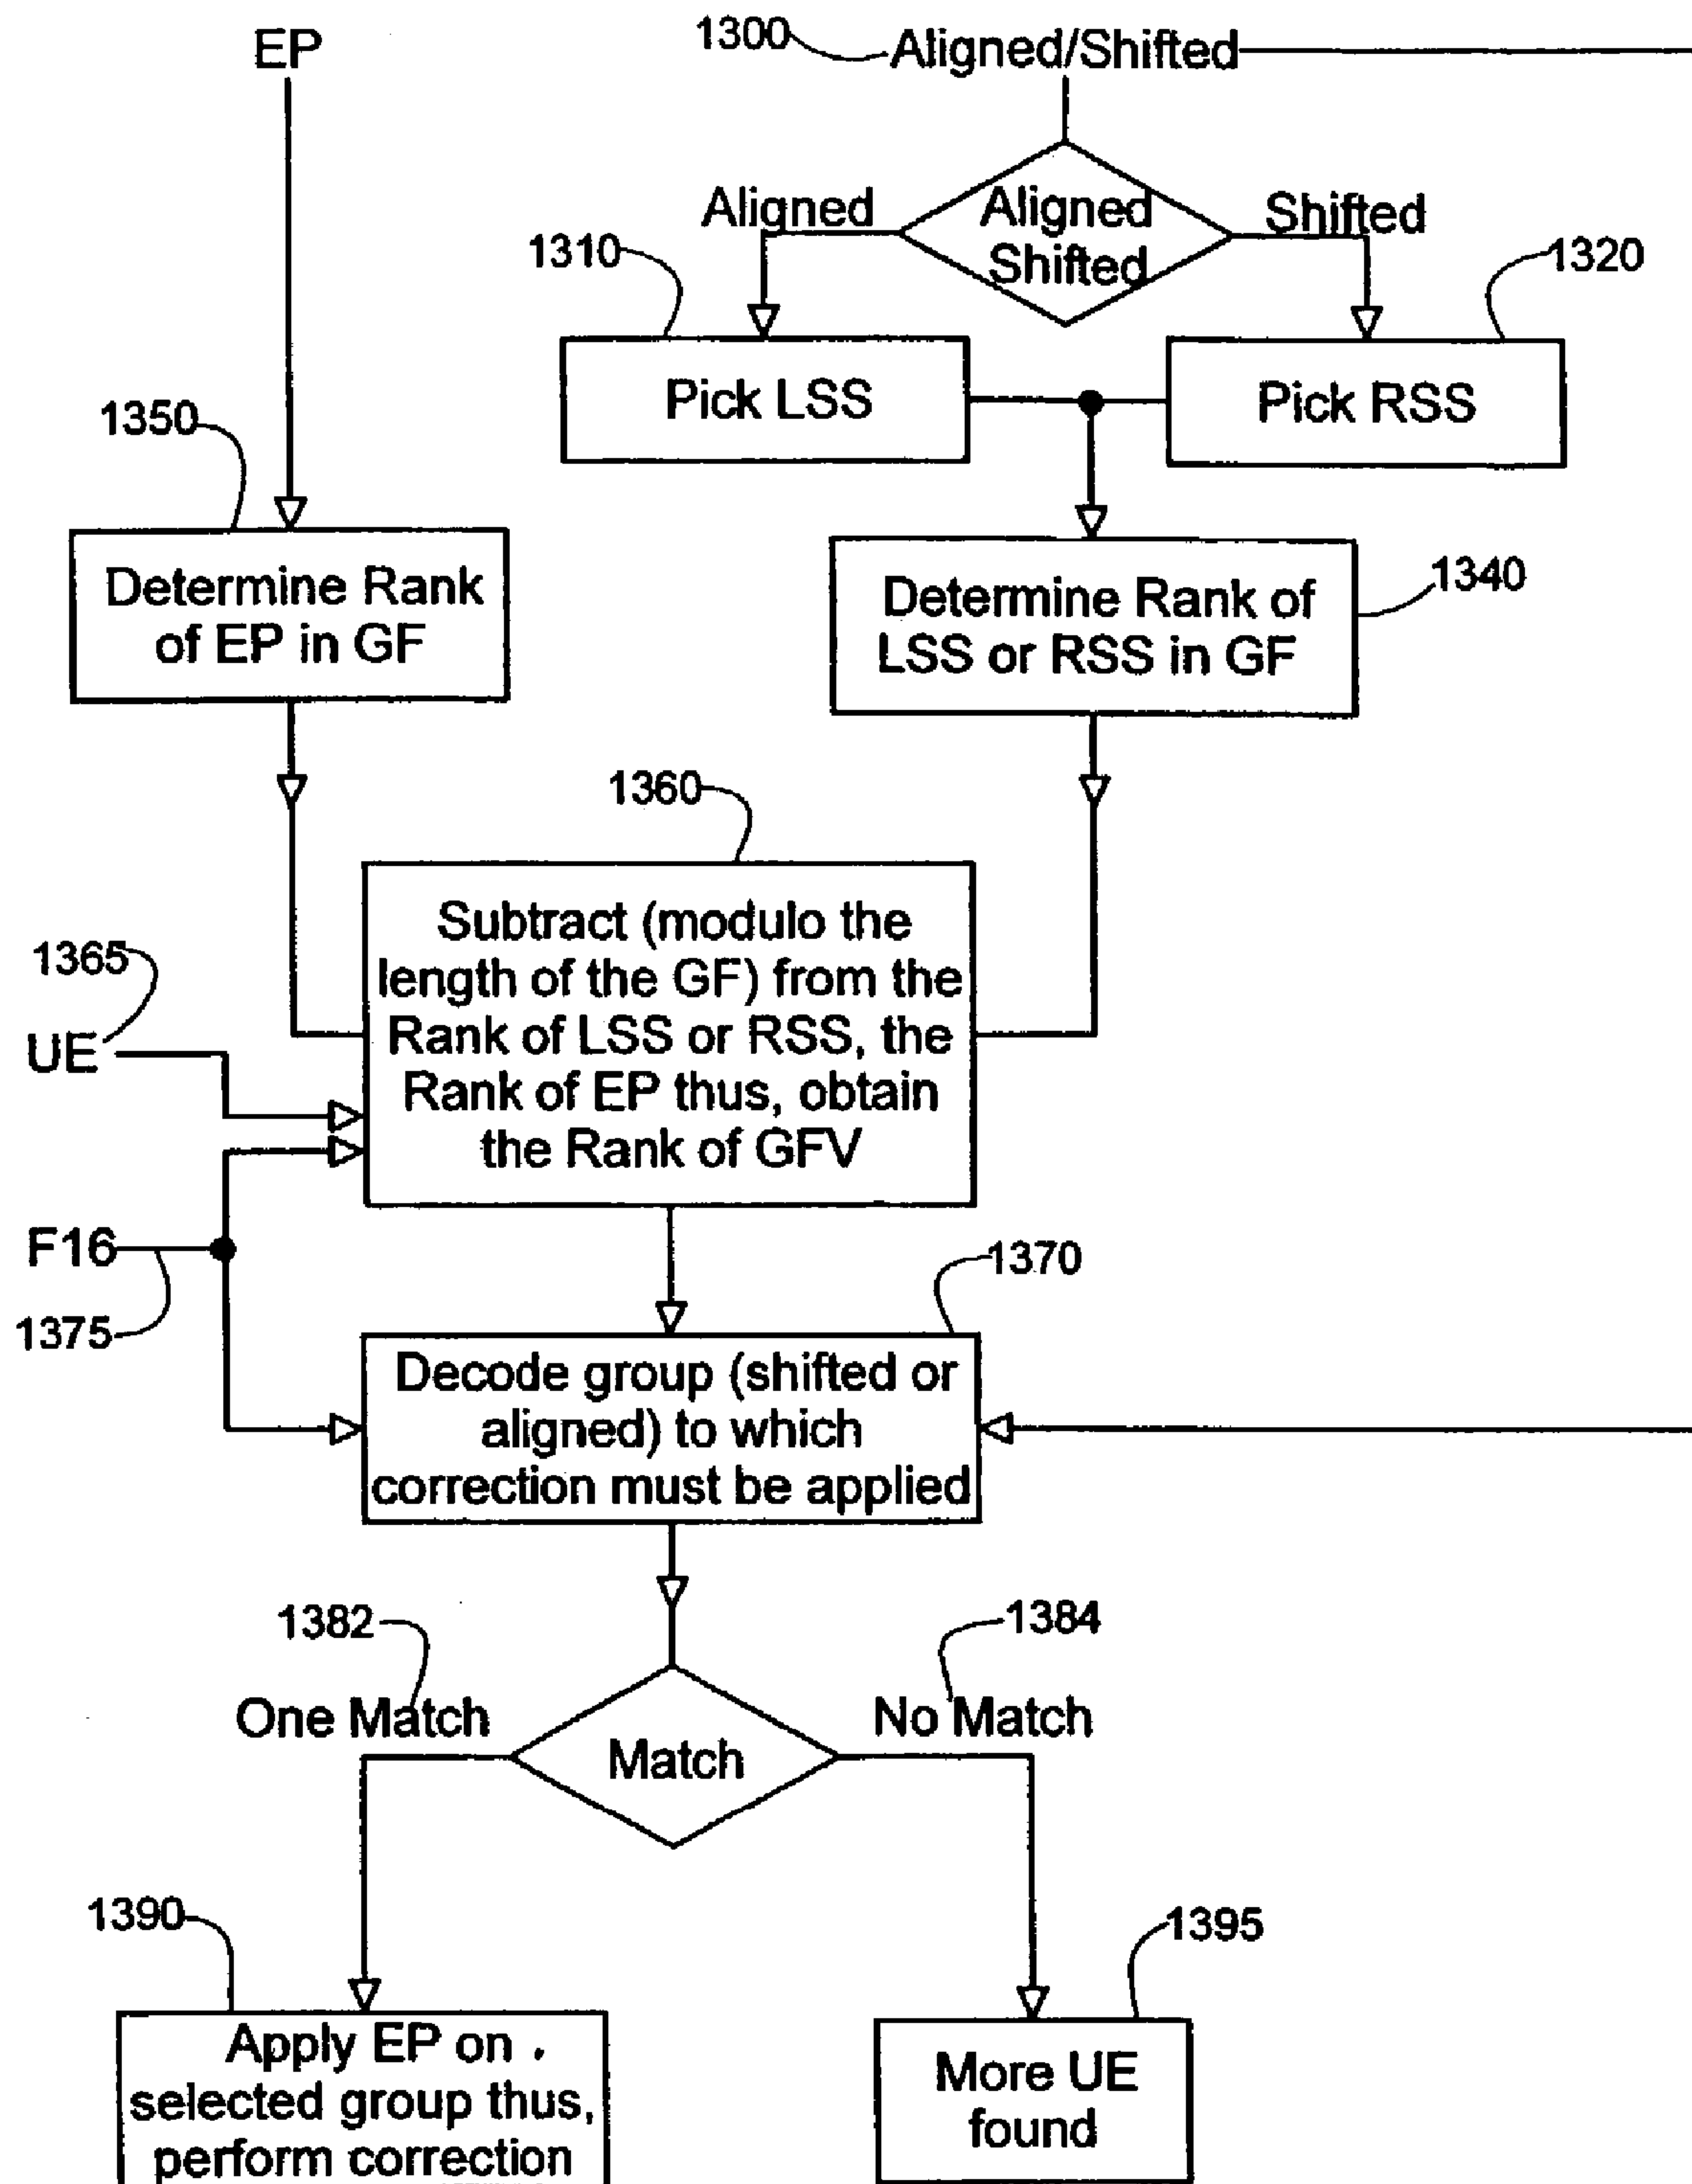 EP
1300
Aligned/Shifted
Aligned
Aligned
Shifted
Shifted
1310
1320
Pick LSS
Pick RSS
1350
Determine Rank
of EP in GF
1340
Determine Rank of
LSS or RSS in GF
1360
Subtract (modulo the
length of the GF) from the
Rank of LSS or RSS, the
Rank of EP thus, obtain
the Rank of GFV
1365
UE
F16
1375
1370
Decode group (shifted or
aligned) to which
correction must be applied
1382
1384
One Match
Match
No Match
1390
1395
Apply EP on
selected group thus,
perform correction
More UE
found